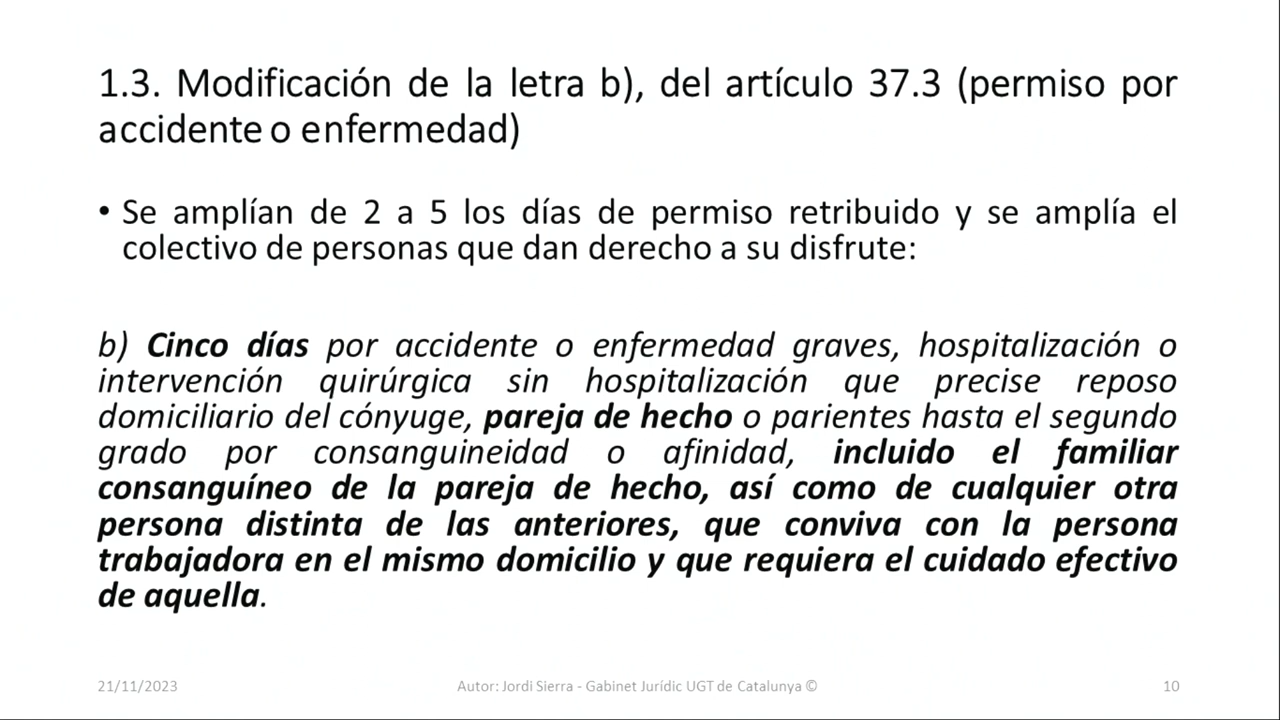 1.3. Modificación de la letra b), del artículo 37.3 (permiso por
accidente o enfermedad)
• Se amplían de 2 a 5 los días de permiso retribuido y se amplía el
colectivo de personas que dan derecho a su disfrute:
b) Cinco días por accidente o enfermedad graves, hospitalización o
intervención quirúrgica sin hospitalización que precise reposo
domiciliario del cónyuge, pareja de hecho o parientes hasta el segundo
grado por consanguineidad o afinidad, incluido el familiar
consanguíneo de la pareja de hecho, así como de cualquier otra
persona distinta de las anteriores, que conviva con la persona
trabajadora en el mismo domicilio y que requiera el cuidado efectivo
de aquella.
21/11/2023 Autor: Jordi Sierra - Gabinet Jurídic UGT de Catalunya © 10